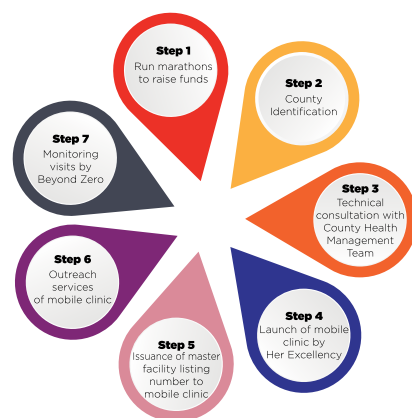 Step 1
Run marathons
to raise funds
Step 2
County
Identification
Step 3
Technical
consultation with
County Health
Management
Team
Step 4
Launch of mobile
clinic by
Her Excellency
Step 5
Issuance of master
facility listing
number to
mobile clinic
Step 6
Outreach
services
of mobile clinic
Step 7
Monitoring
visits by
Beyond Zero